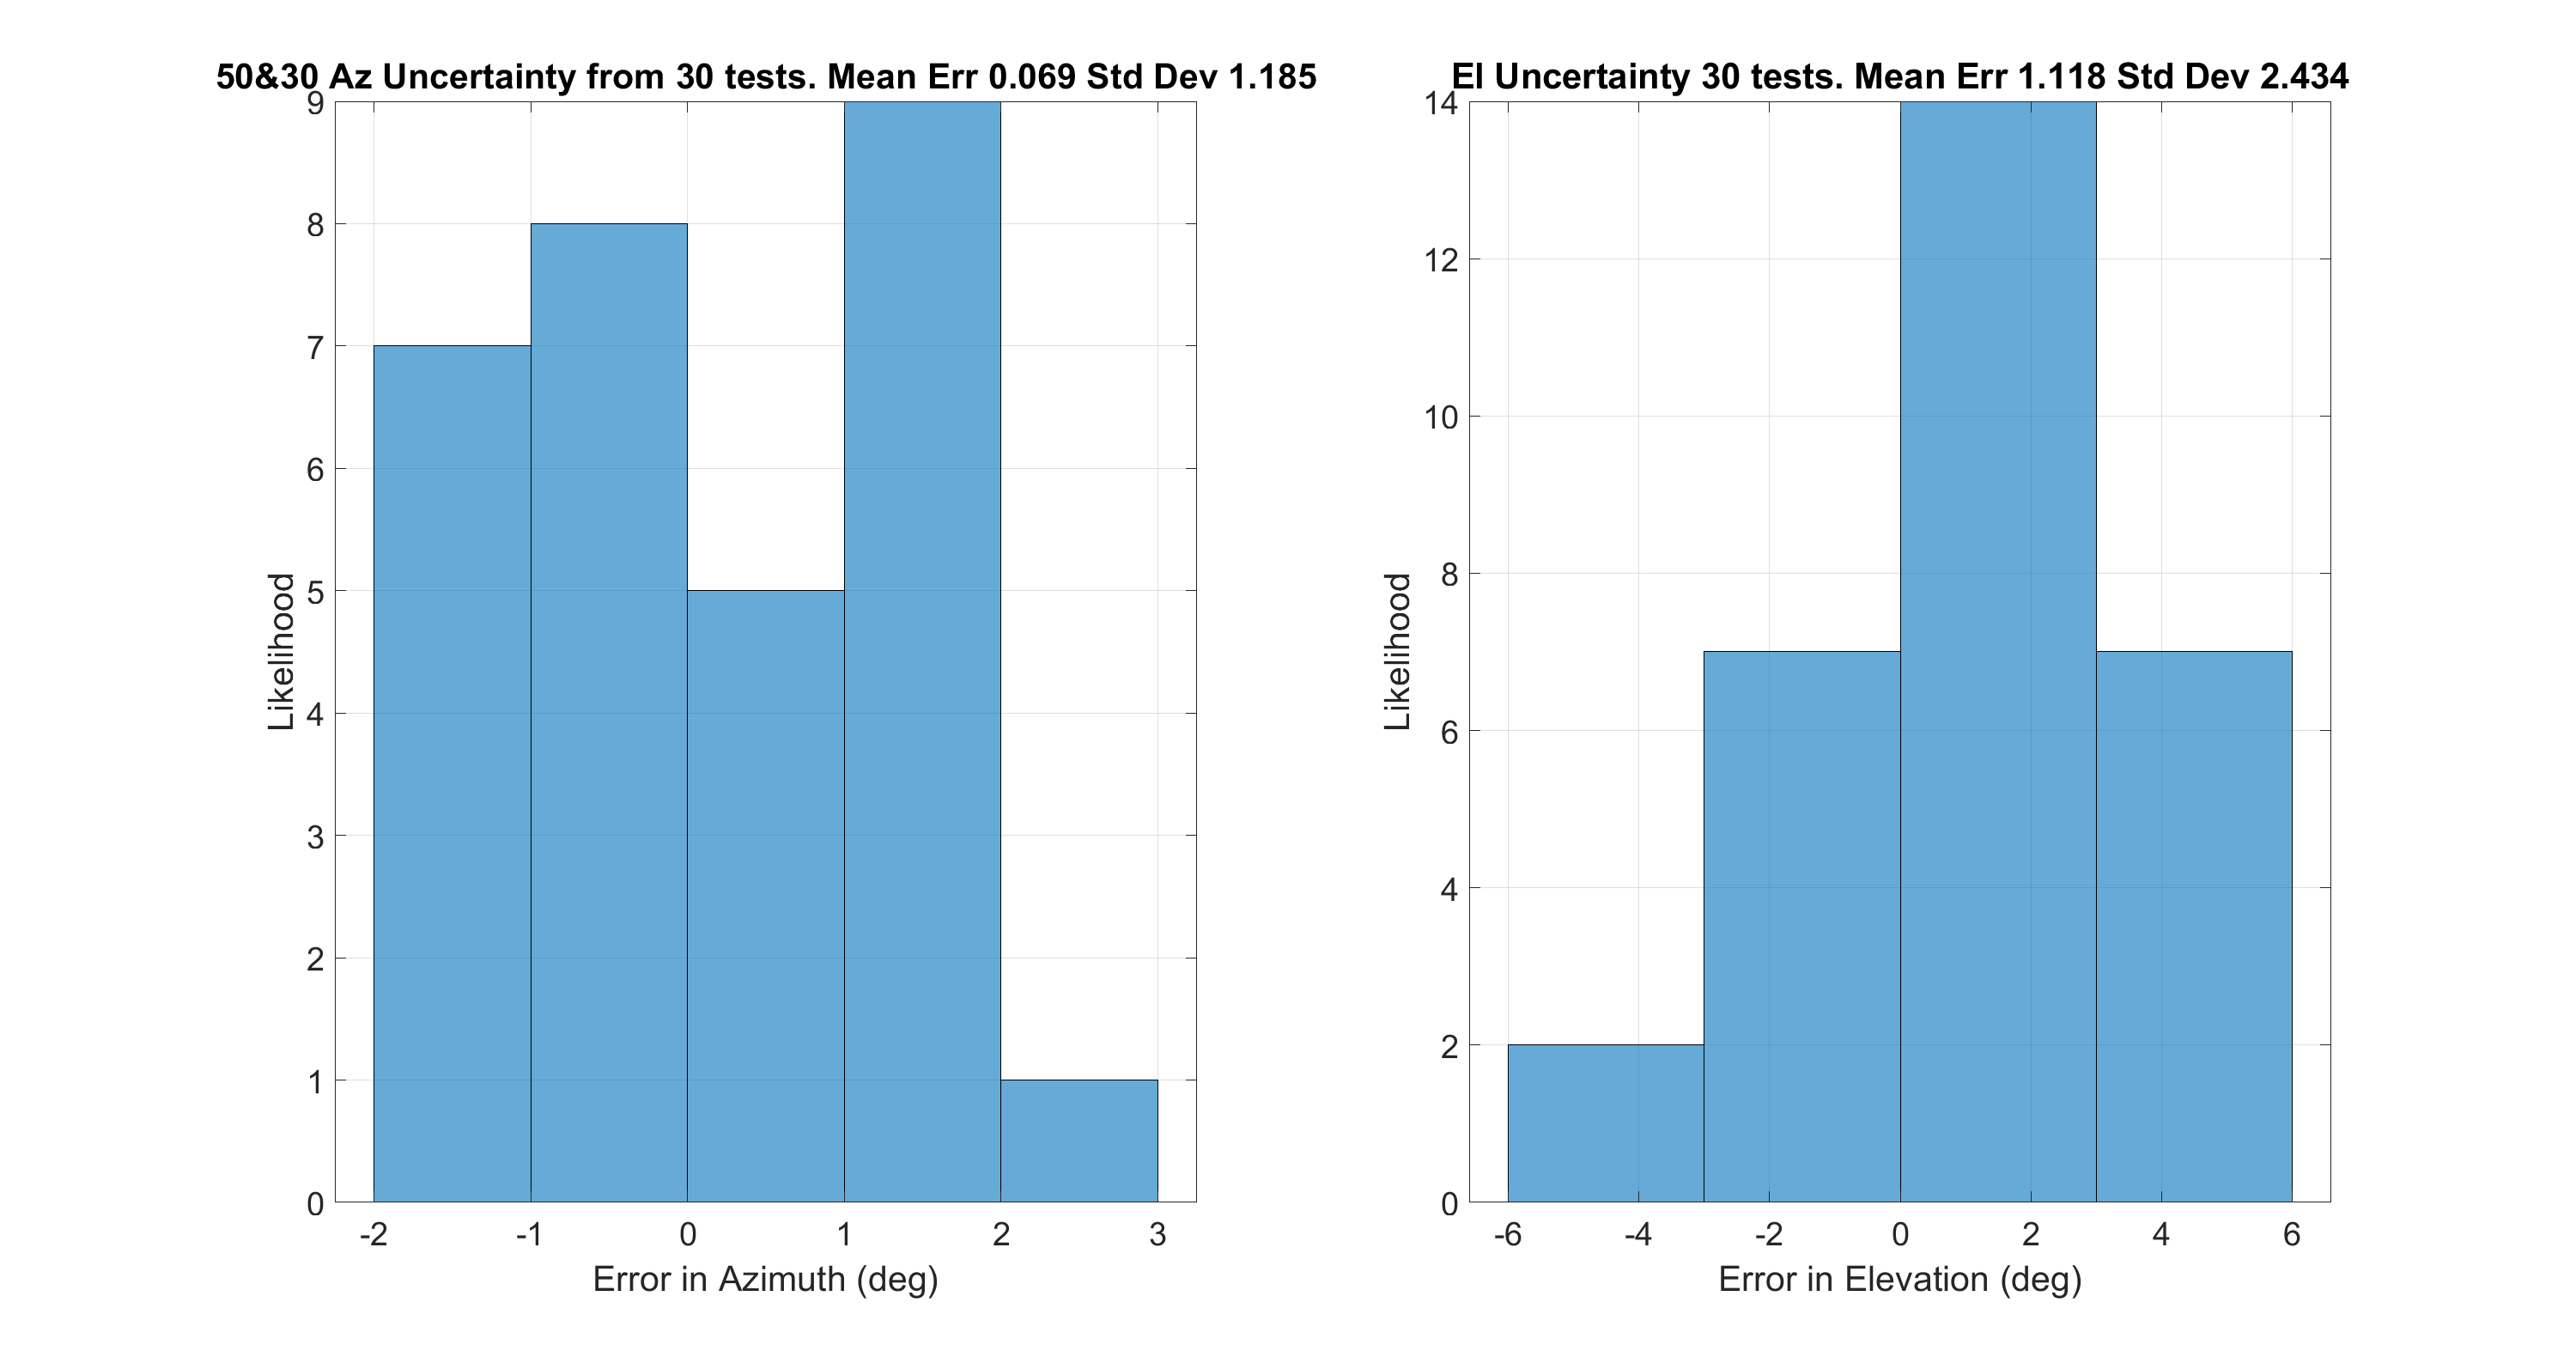 50&30 Az Uncertainty from 30 tests. Mean Err 0.069 Std Dev 1.185
9
8
7
6
5
4
3
2
1
0
Likelihood
-2 -1 0 1 2 3
Error in Azimuth (deg)
El Uncertainty 30 tests. Mean Err 1.118 Std Dev 2.434
14
12
10
8
6
4
2
0
Likelihood
-6 -4 -2 0 2 4 6
Error in Elevation (deg)